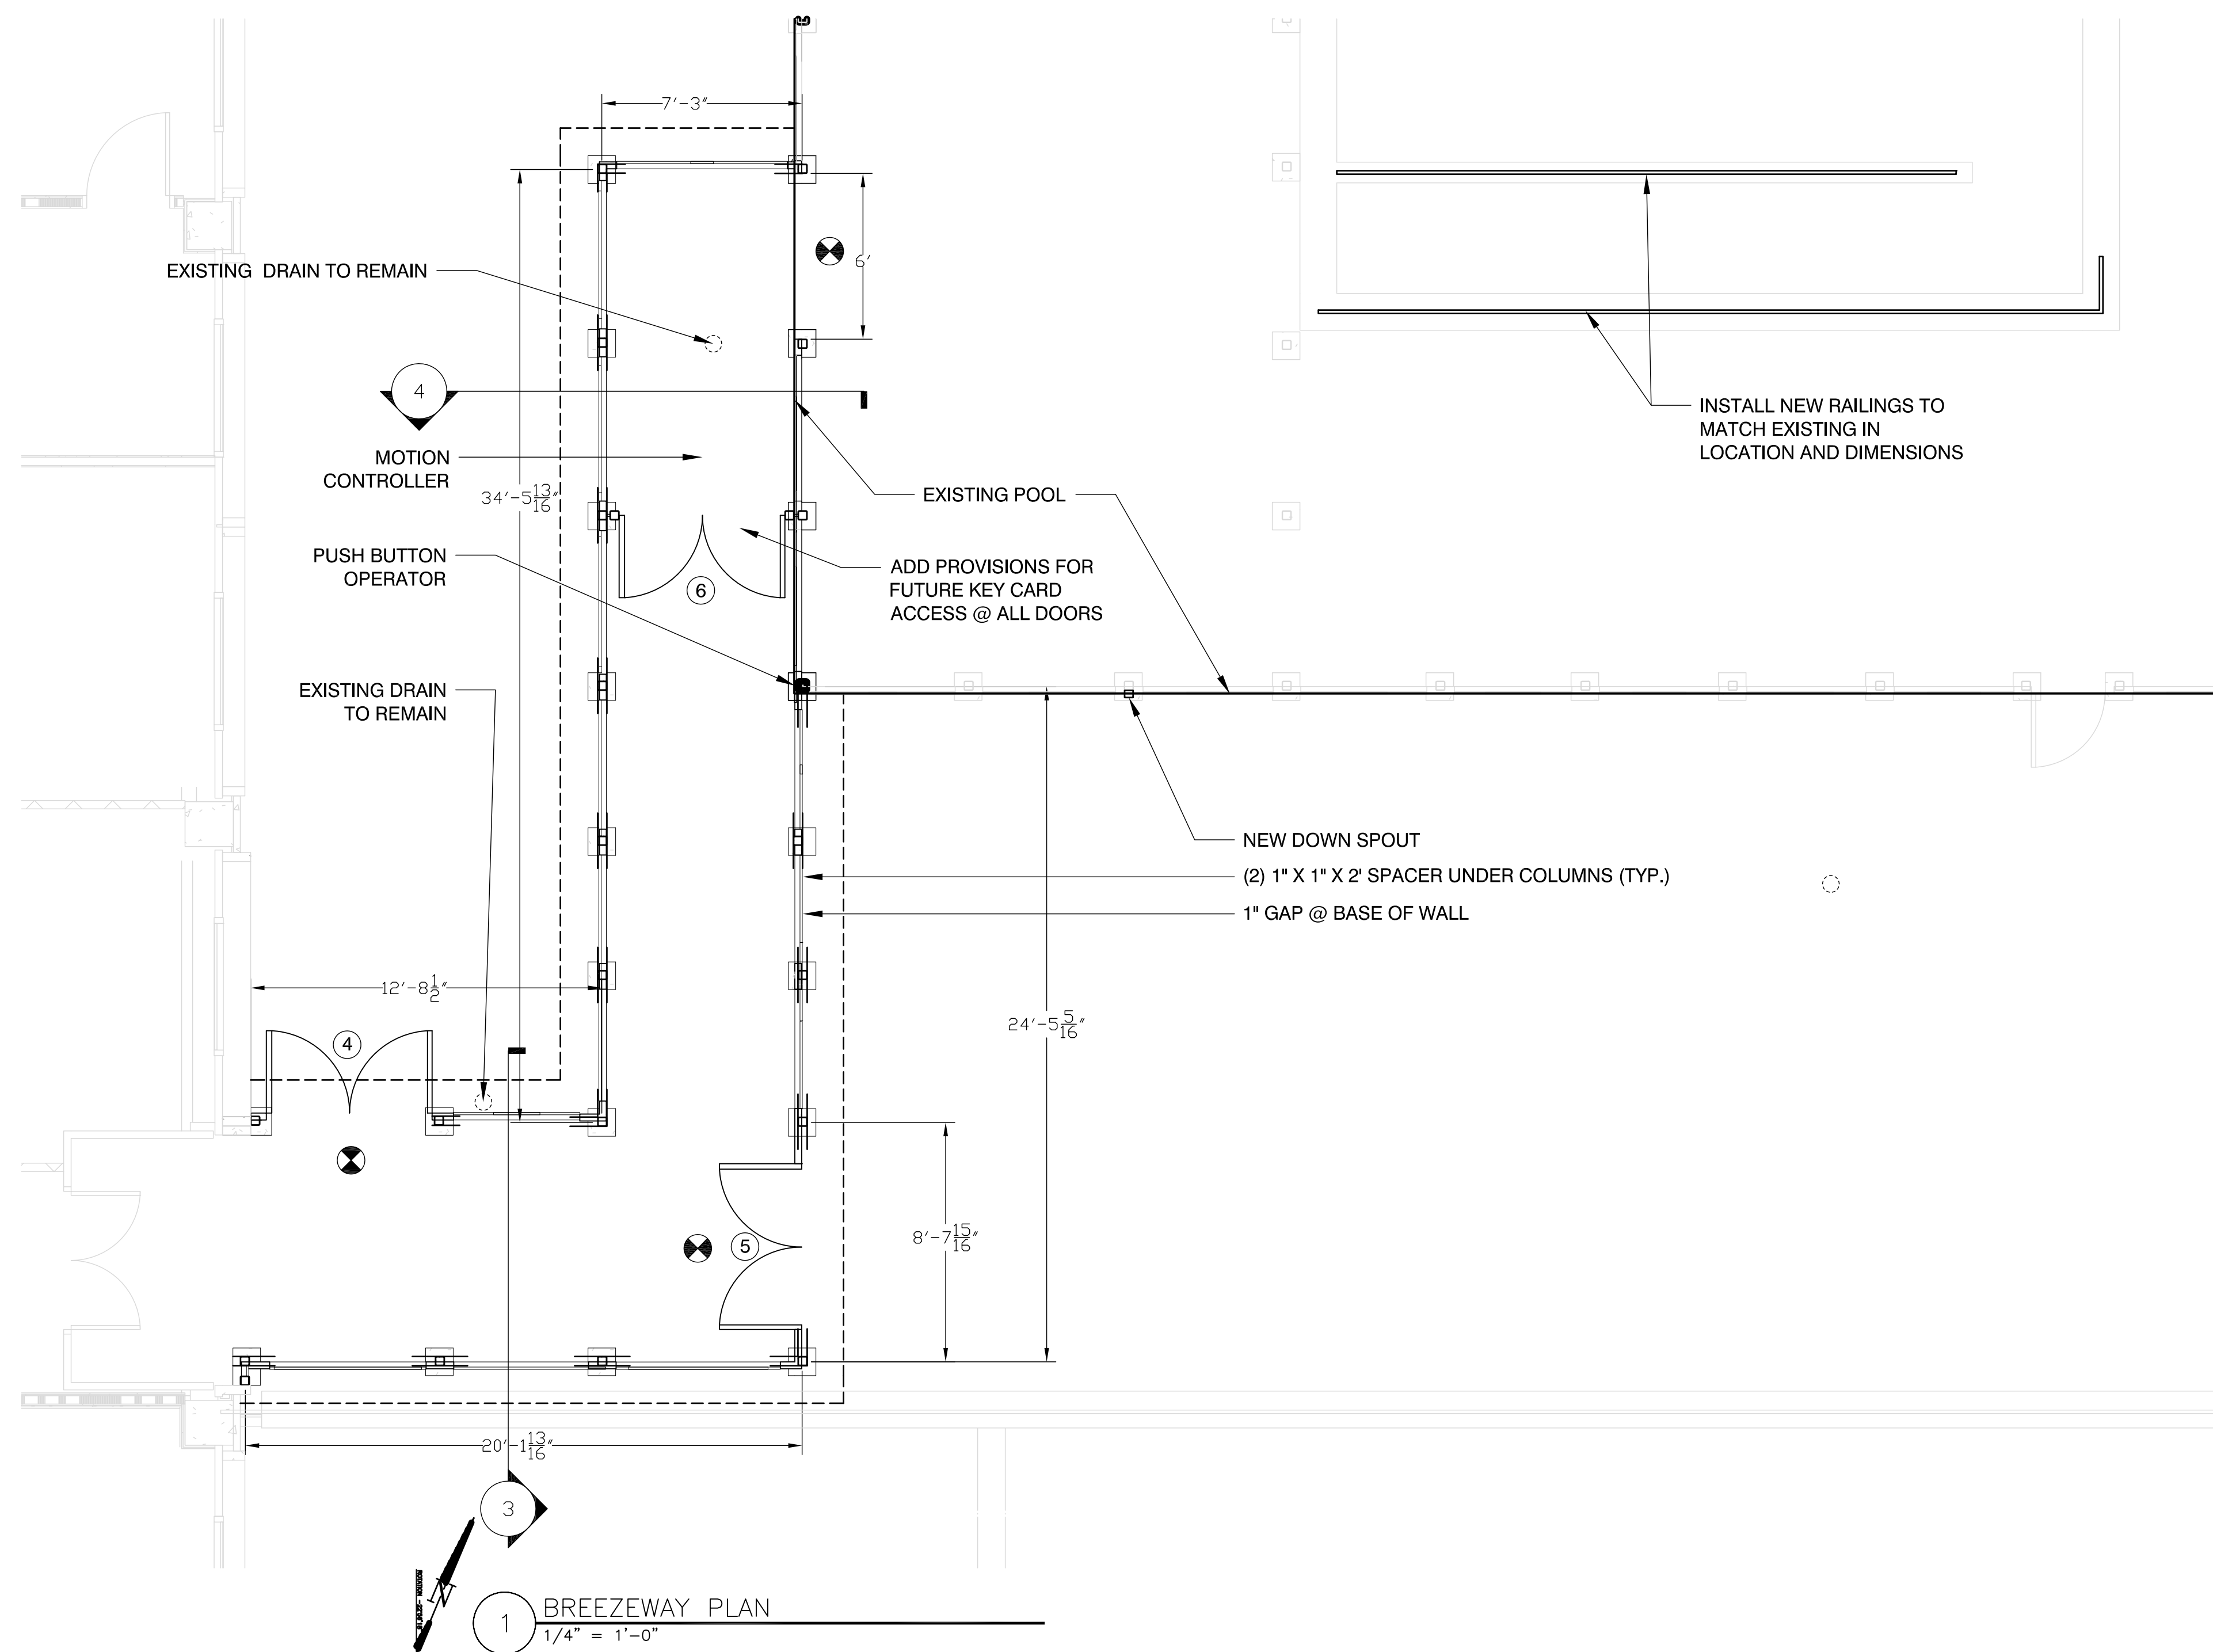 7'-3"
EXISTING DRAIN TO REMAIN
6'
4
MOTION
CONTROLLER
34'-5 13/16"
INSTALL NEW RAILINGS TO
MATCH EXISTING IN
LOCATION AND DIMENSIONS
EXISTING POOL
PUSH BUTTON
OPERATOR
ADD PROVISIONS FOR
FUTURE KEY CARD
ACCESS @ ALL DOORS
6
EXISTING DRAIN
TO REMAIN
NEW DOWN SPOUT
(2) 1" X 1" X 2' SPACER UNDER COLUMNS (TYP.)
1" GAP @ BASE OF WALL
12'-8 1/2"
24'-5 5/16"
4
8'-7 15/16"
5
20'-1 13/16"
3
N
1
BREEZEWAY PLAN
1/4" = 1'-0"